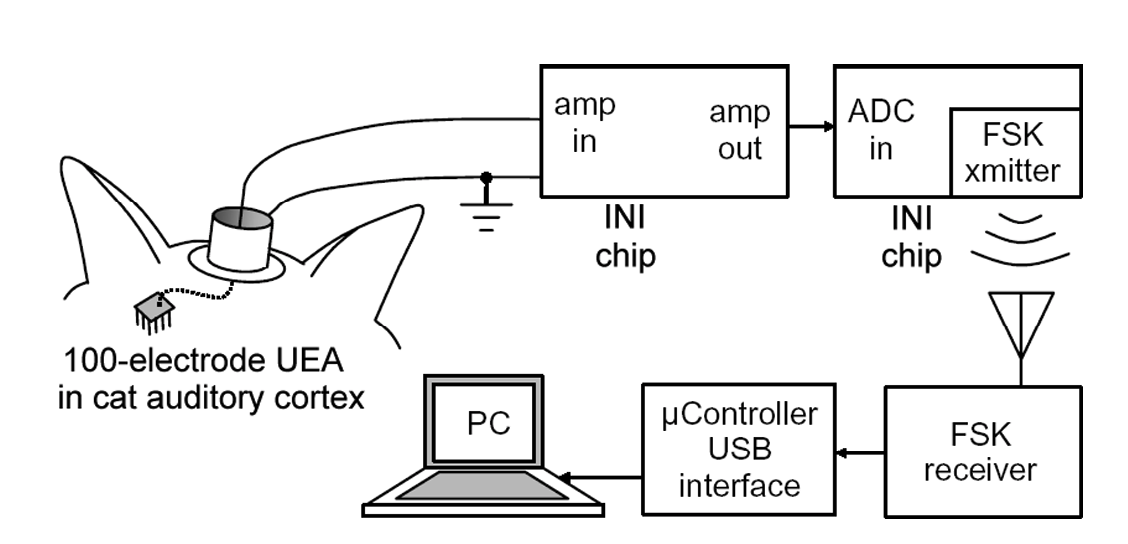 amp
in
amp
out
ADC
in
FSK
xmitter
INI
chip
INI
chip
100-electrode UEA
in cat auditory cortex
PC
µController
USB
interface
FSK
receiver